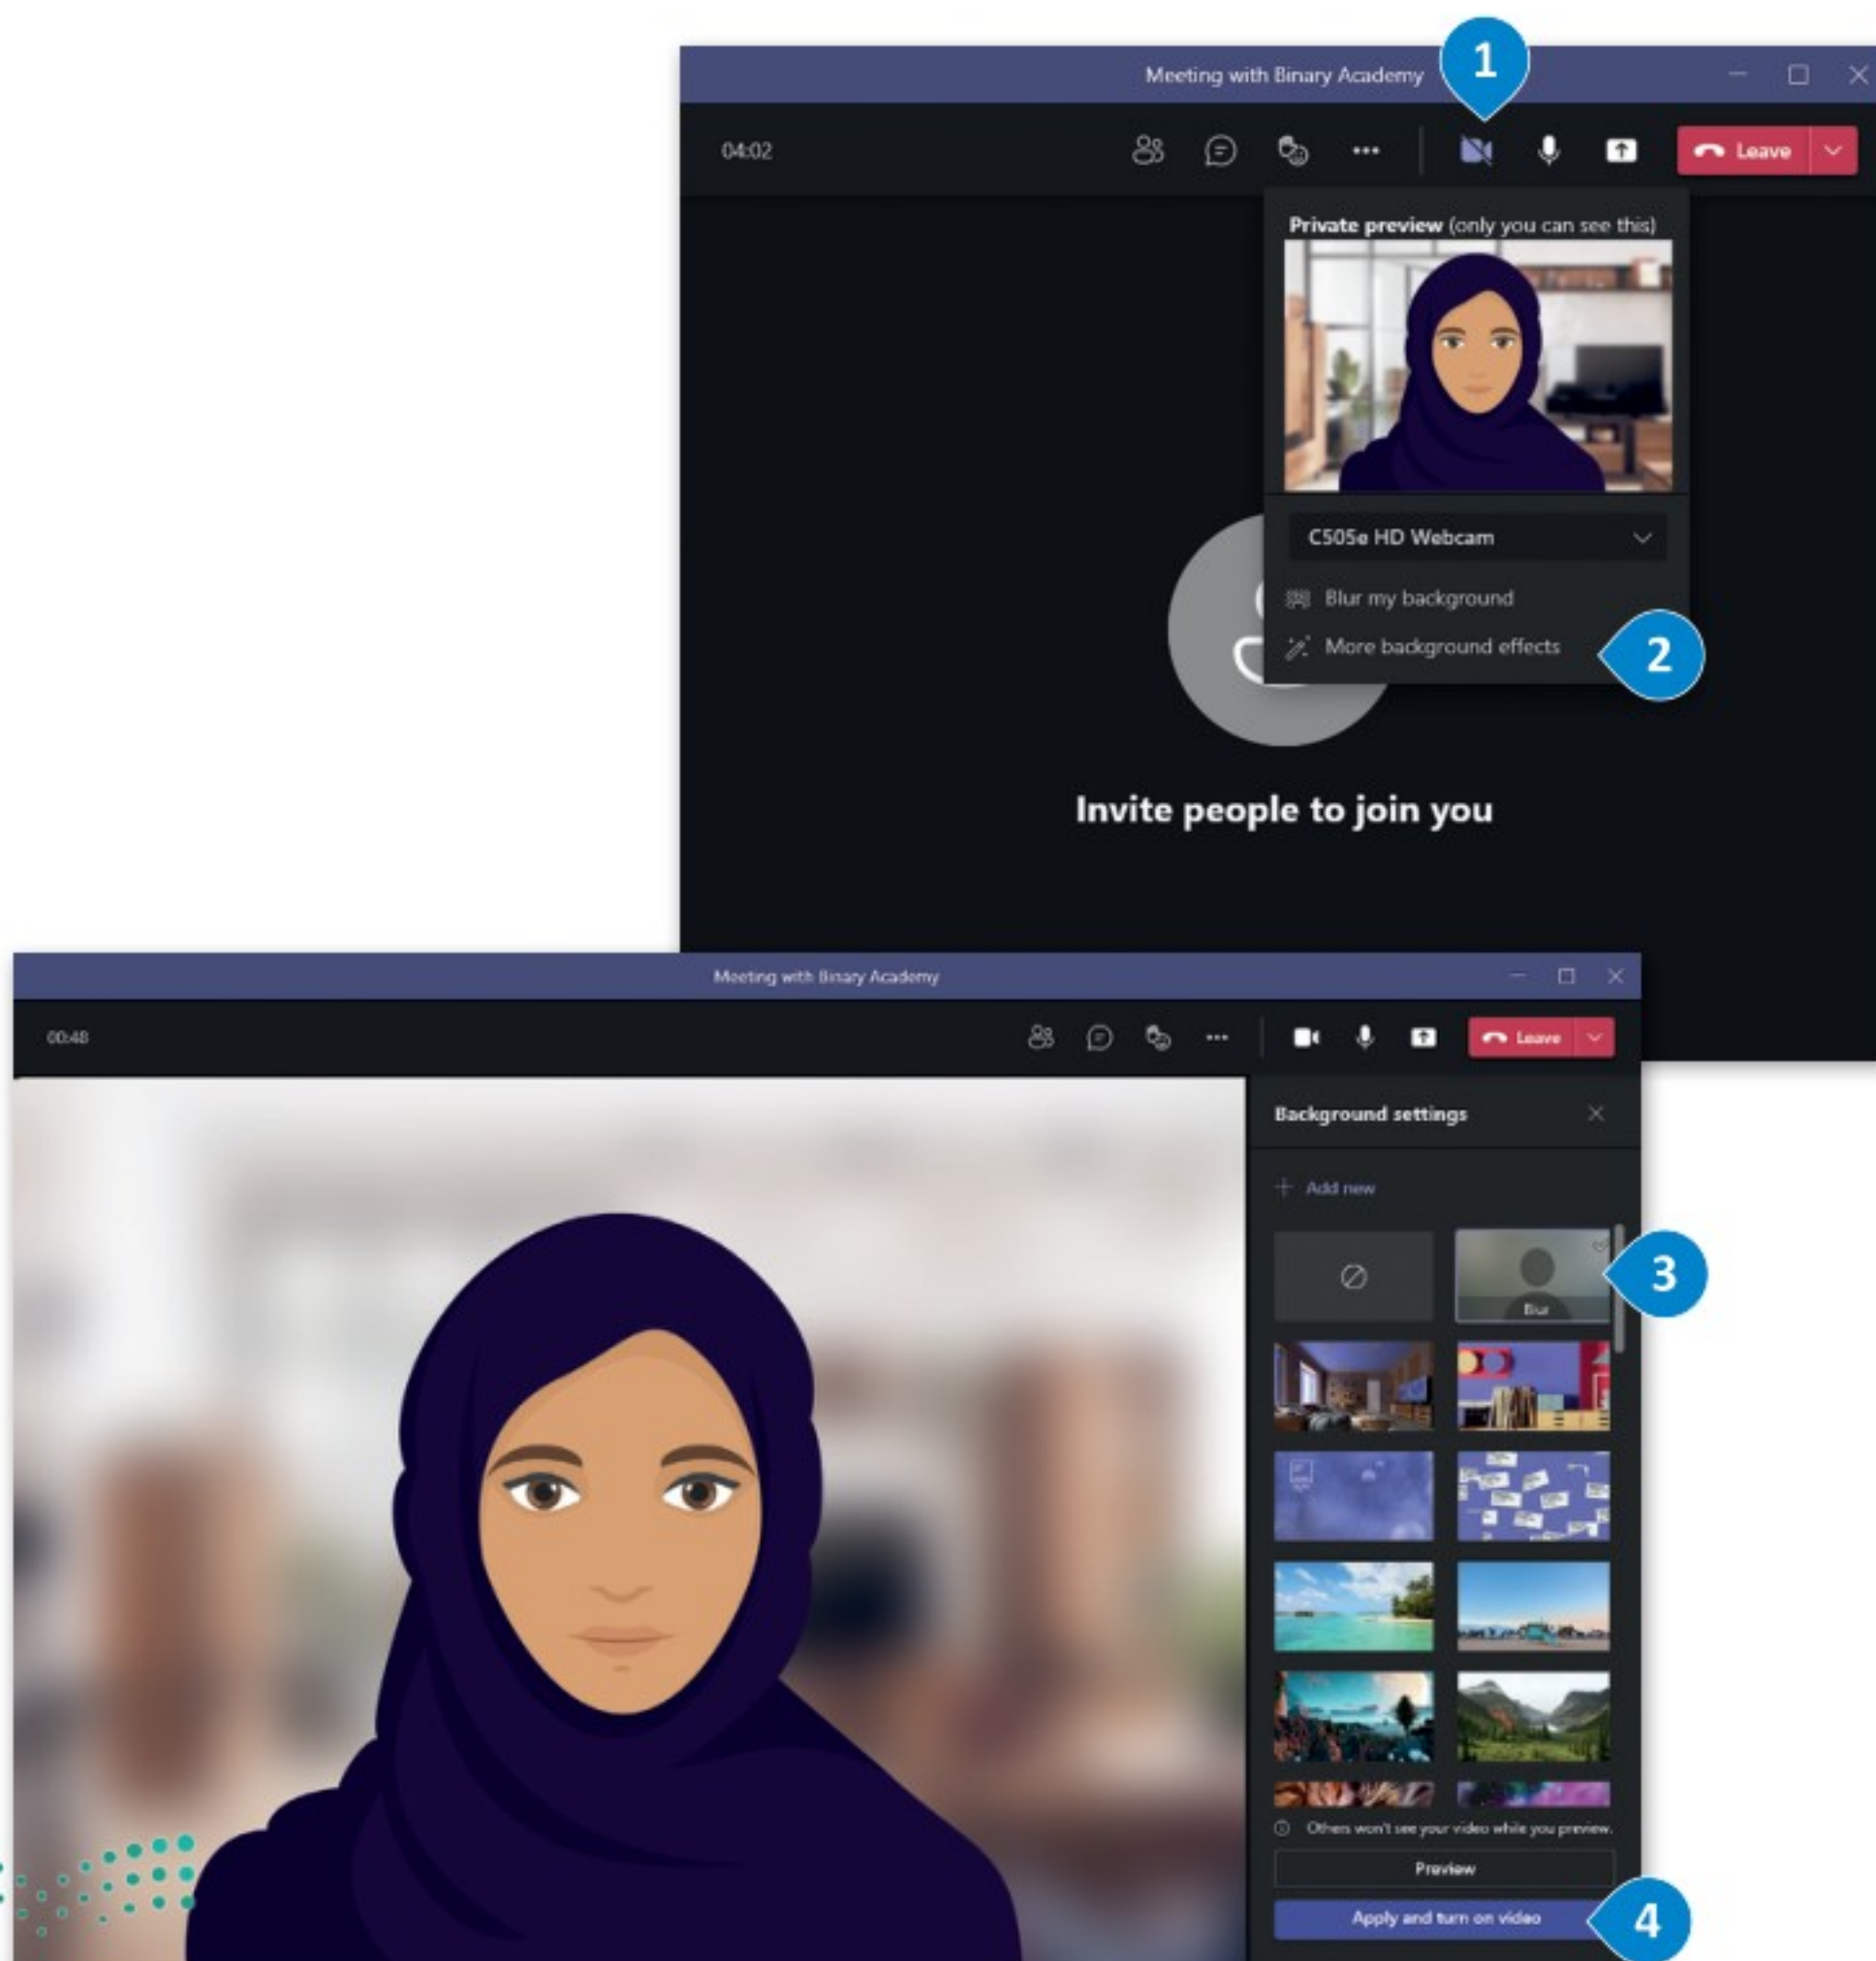 1
Meeting with Binary Academy
04:02
Leave
Private preview (only you can see this)
C505e HD Webcam
Blur my background
More background effects
2
Invite people to join you
Meeting with Binary Academy
00:48
Leave
Background settings
Add new
Blur
3
Others won't see your video while you preview.
Preview
Apply and turn on video
4